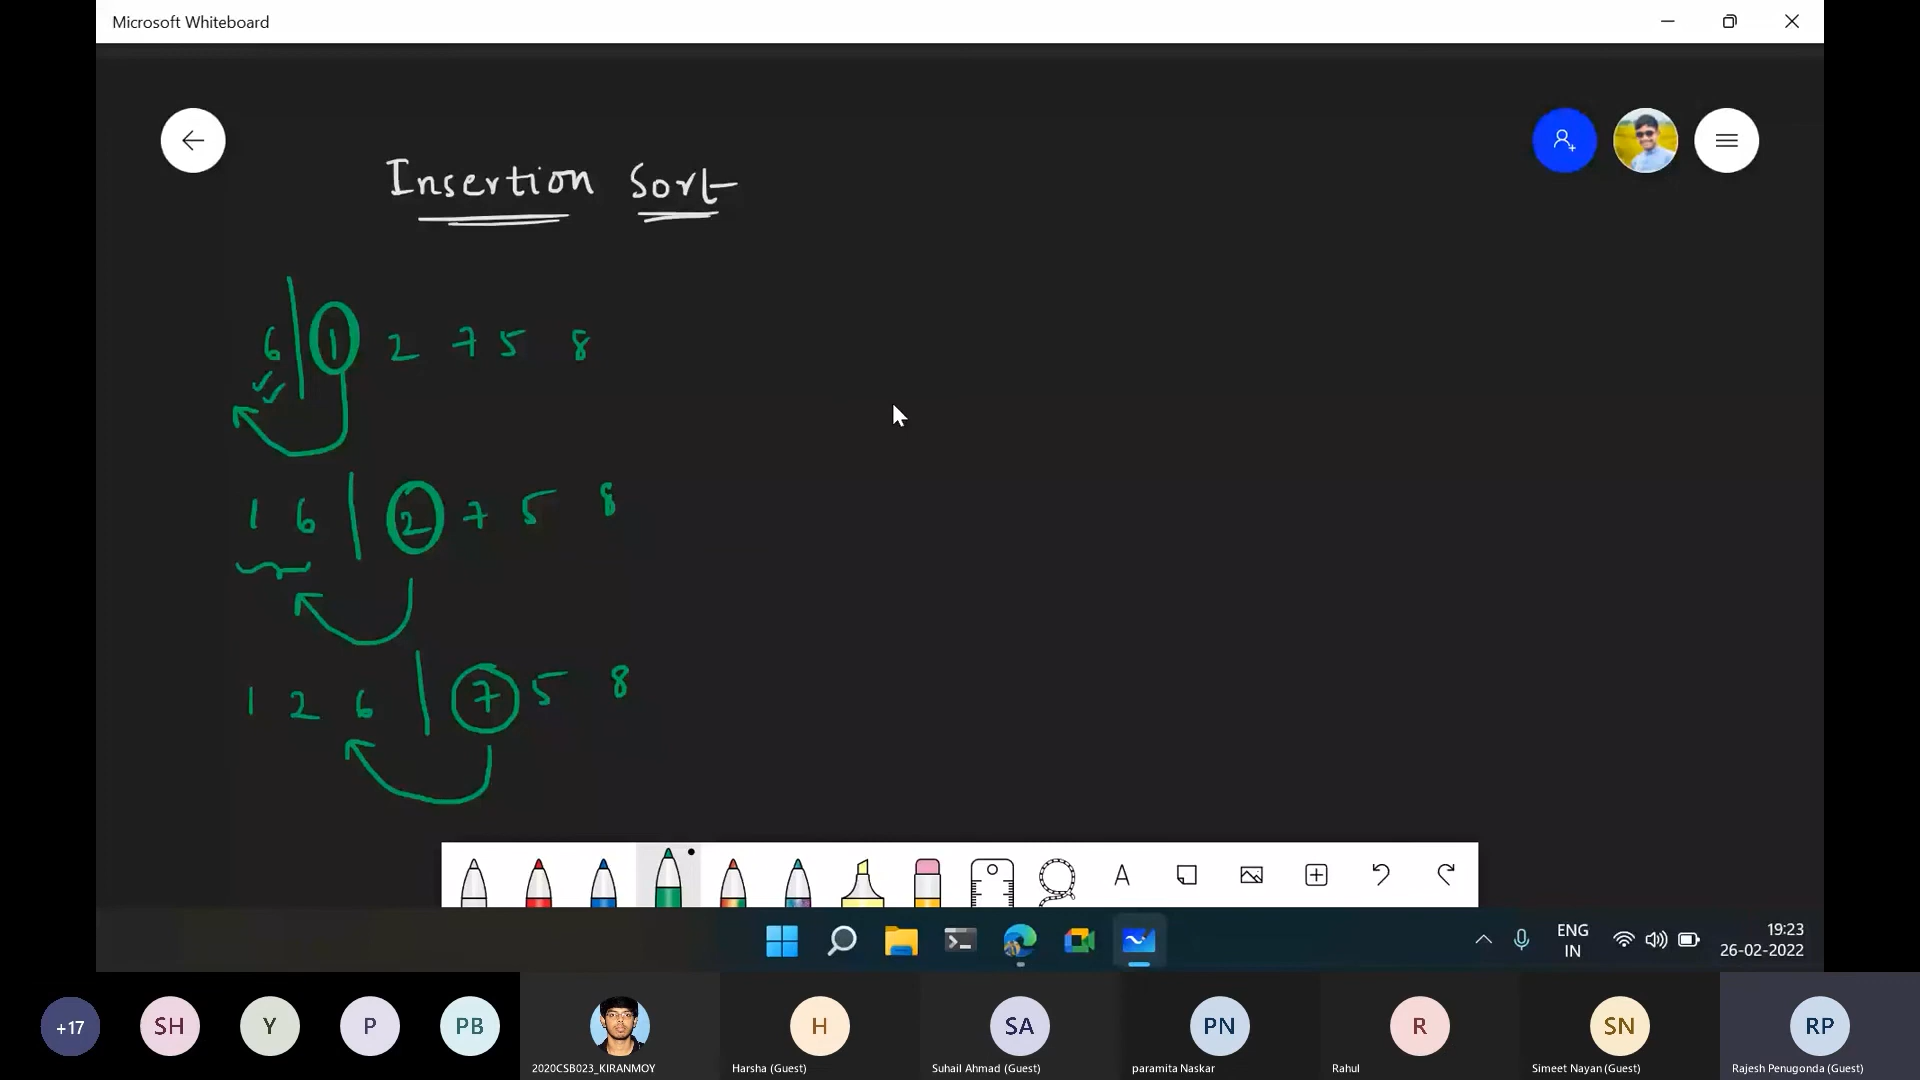 Microsoft Whiteboard
Insertion Sort
6 | 1 2 7 5 8
1 6 | 2 7 5 8
1 2 6 | 7 5 8
A
ENG
IN
19:23
26-02-2022
+17 SH Y P PB H SA PN R SN RP
2020CSB023_KIRANMOY Harsha (Guest) Suhail Ahmad (Guest) paramita Naskar Rahul Simeet Nayan (Guest) Rajesh Penugonda (Guest)